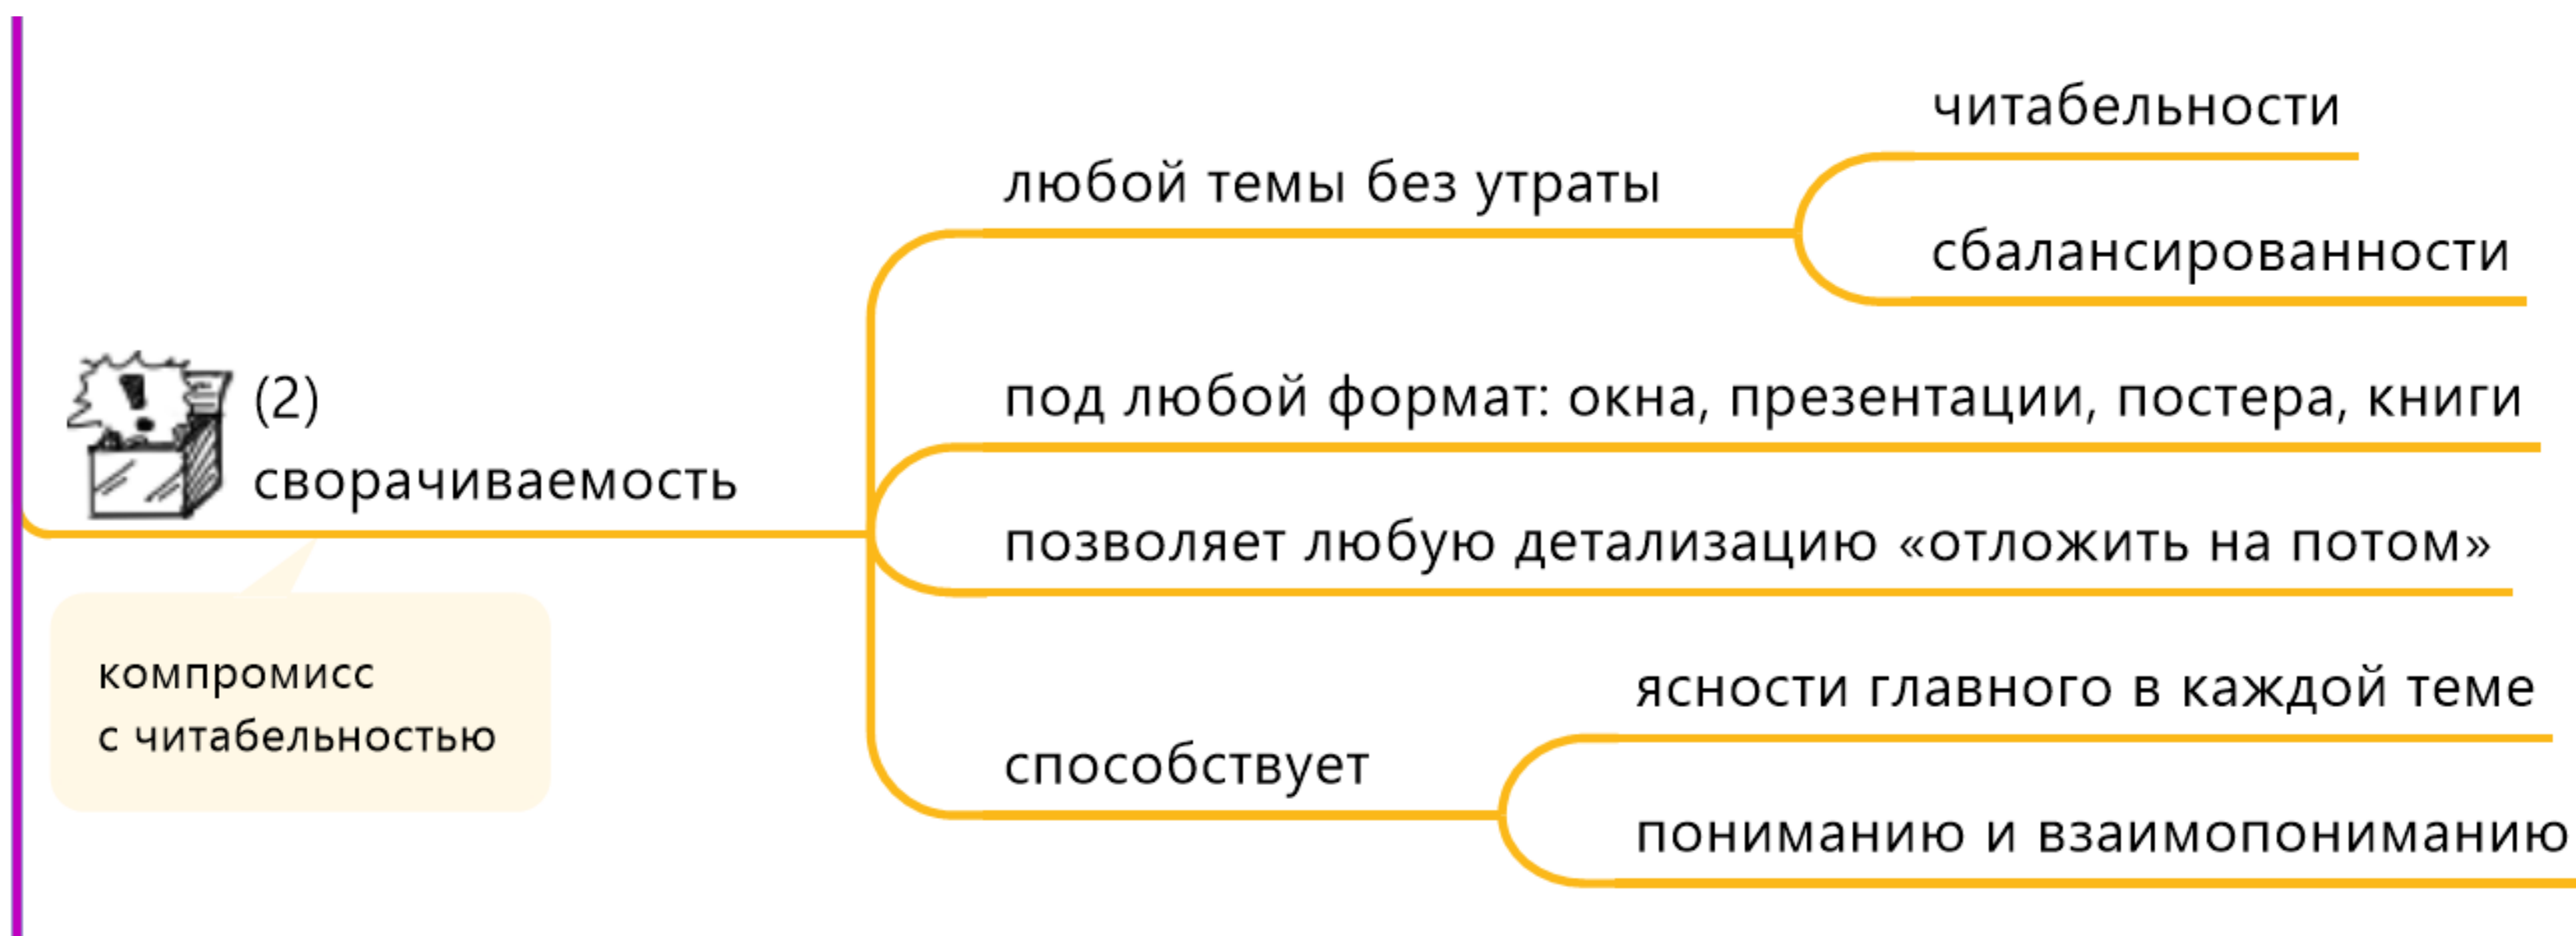 (2)
сворачиваемость
компромисс
с читабельностью
любой темы без утраты
читабельности
сбалансированности
под любой формат: окна, презентации, постера, книги
позволяет любую детализацию «отложить на потом»
способствует
ясности главного в каждой теме
пониманию и взаимопониманию